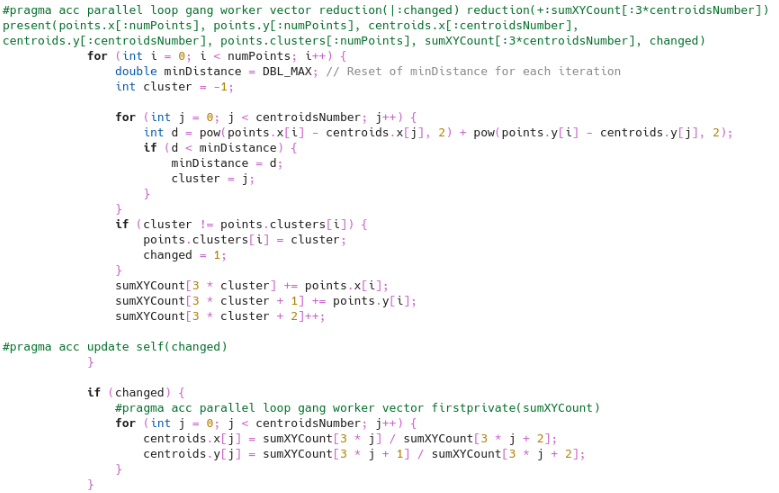 #pragma acc parallel loop gang worker vector reduction(|:changed) reduction(+:sumXYCount[:3*centroidsNumber])
present(points.x[:numPoints], points.y[:numPoints], centroids.x[:centroidsNumber],
centroids.y[:centroidsNumber], points.clusters[:numPoints], sumXYCount[:3*centroidsNumber], changed)
for (int i = 0; i < numPoints; i++) {
double minDistance = DBL_MAX; // Reset of minDistance for each iteration
int cluster = -1;
for (int j = 0; j < centroidsNumber; j++) {
int d = pow(points.x[i] - centroids.x[j], 2) + pow(points.y[i] - centroids.y[j], 2);
if (d < minDistance) {
minDistance = d;
cluster = j;
}
}
if (cluster != points.clusters[i]) {
points.clusters[i] = cluster;
changed = 1;
}
sumXYCount[3 * cluster] += points.x[i];
sumXYCount[3 * cluster + 1] += points.y[i];
sumXYCount[3 * cluster + 2]++;
#pragma acc update self(changed)
}
if (changed) {
#pragma acc parallel loop gang worker vector firstprivate(sumXYCount)
for (int j = 0; j < centroidsNumber; j++) {
centroids.x[j] = sumXYCount[3 * j] / sumXYCount[3 * j + 2];
centroids.y[j] = sumXYCount[3 * j + 1] / sumXYCount[3 * j + 2];
}
}